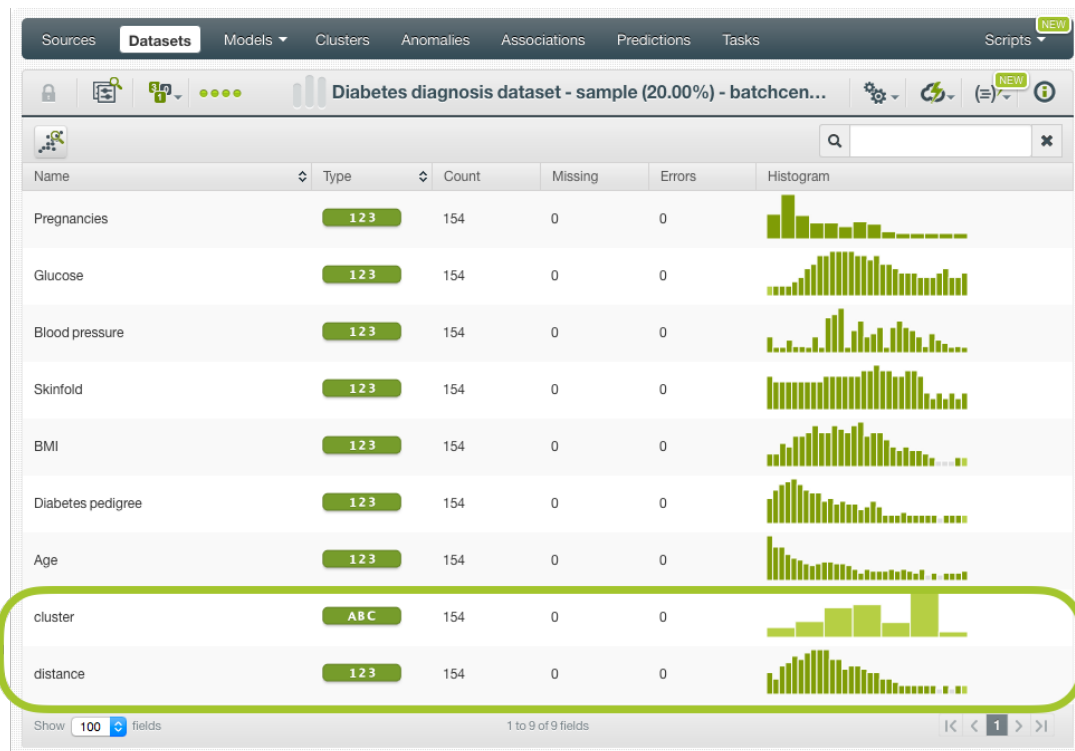 NEW
Sources Datasets Models Clusters Anomalies Associations Predictions Tasks Scripts
Diabetes diagnosis dataset - sample (20.00%) - batchcen... (=) NEW
Name Type Count Missing Errors Histogram
Pregnancies 123 154 0 0
Glucose 123 154 0 0
Blood pressure 123 154 0 0
Skinfold 123 154 0 0
BMI 123 154 0 0
Diabetes pedigree 123 154 0 0
Age 123 154 0 0
cluster ABC 154 0 0
distance 123 154 0 0
Show 100 fields 1 to 9 of 9 fields 1